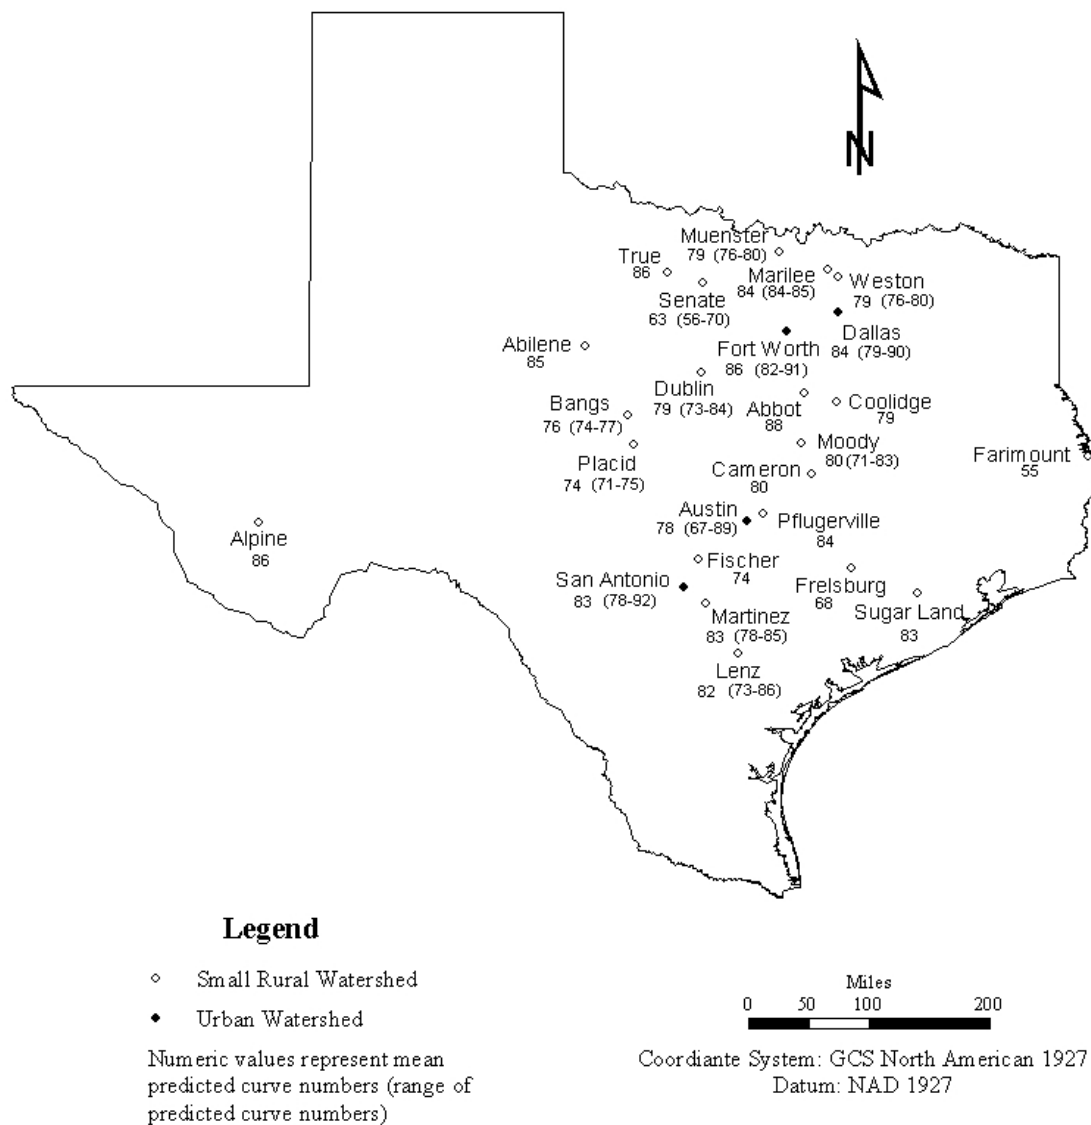 N
Muenster
79 (76-80)
True
86
Marilee
84 (84-85)
Weston
79 (76-80)
Senate
63 (56-70)
Dallas
84 (79-90)
Abilene
85
Fort Worth
86 (82-91)
Dublin
79 (73-84)
Abbot
88
Coolidge
79
Bangs
76 (74-77)
Moody
80(71-83)
Placid
74 (71-75)
Cameron
80
Farimount
55
Austin
78 (67-89)
Pflugerville
84
Alpine
86
Fischer
74
San Antonio
83 (78-92)
Frelsburg
68
Sugar Land
83
Martinez
83 (78-85)
Lenz
82 (73-86)
Legend
Small Rural Watershed
Urban Watershed
Numeric values represent mean
predicted curve numbers (range of
predicted curve numbers)
Miles
0 50 100 200
Coordiante System: GCS North American 1927
Datum: NAD 1927